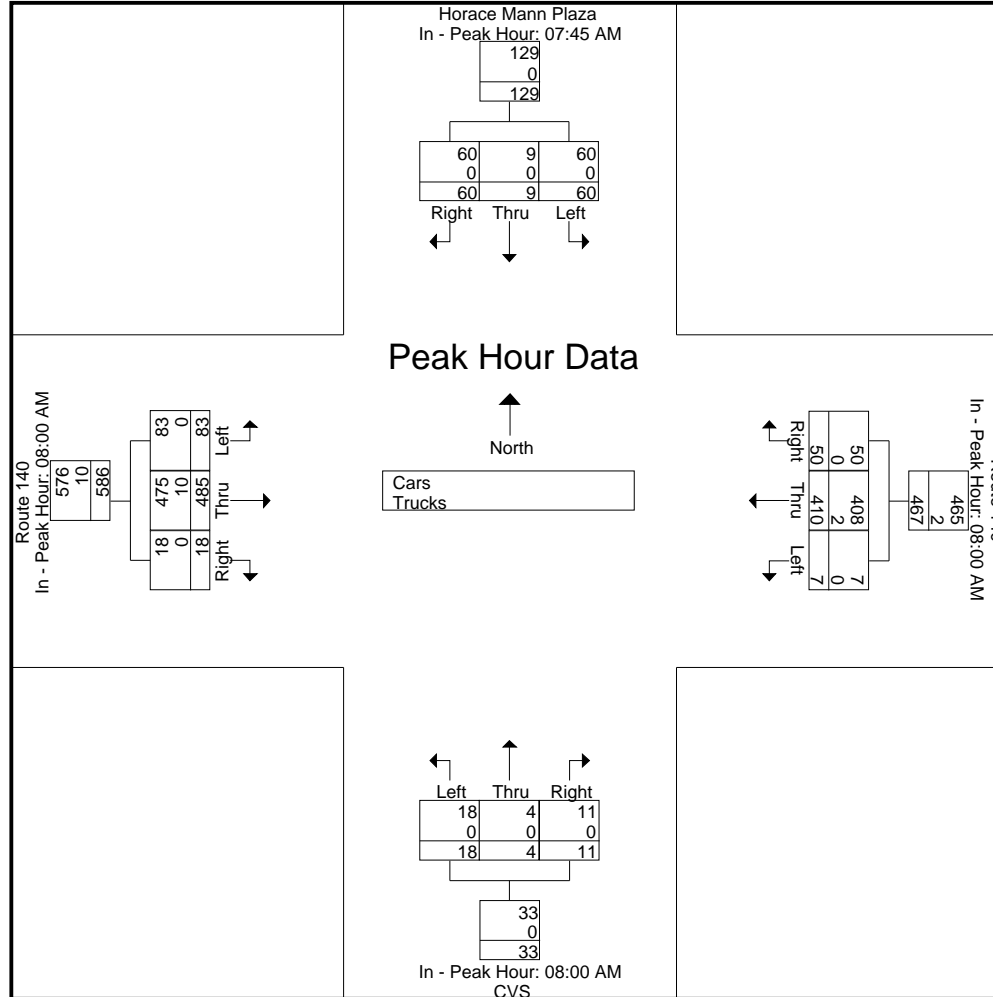 Horace Mann Plaza
In - Peak Hour: 07:45 AM
129
0
129
60 9 60
0 0 0
60 9 60
Right Thru Left
Peak Hour Data
North
Cars
Trucks
Route 140
In - Peak Hour: 08:00 AM
576
10
586
83 0 83
Left
475 10 485
Thru
18 0 18
Right
In - Peak Hour: 08:00 AM
465
2
467
50 0 50
Right
408 2 410
Thru
7 0 7
Left
Left Thru Right
18 4 11
0 0 0
18 4 11
33
0
33
In - Peak Hour: 08:00 AM
CVS